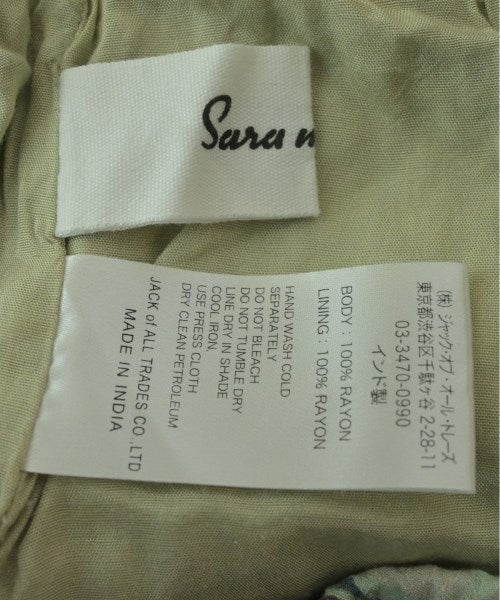 Sara
(株)ジャック・オブ・オール・トレーズ
東京都渋谷区千駄ヶ谷2-28-11
03-3470-0990
インド製
BODY : 100% RAYON
LINING : 100% RAYON
HAND WASH COLD
SEPARATELY
DO NOT BLEACH
DO NOT TUMBLE DRY
LINE DRY IN SHADE
COOL IRON,
USE PRESS CLOTH
DRY CLEAN PETROLEUM
JACK of ALL TRADES CO.,LTD
MADE IN INDIA